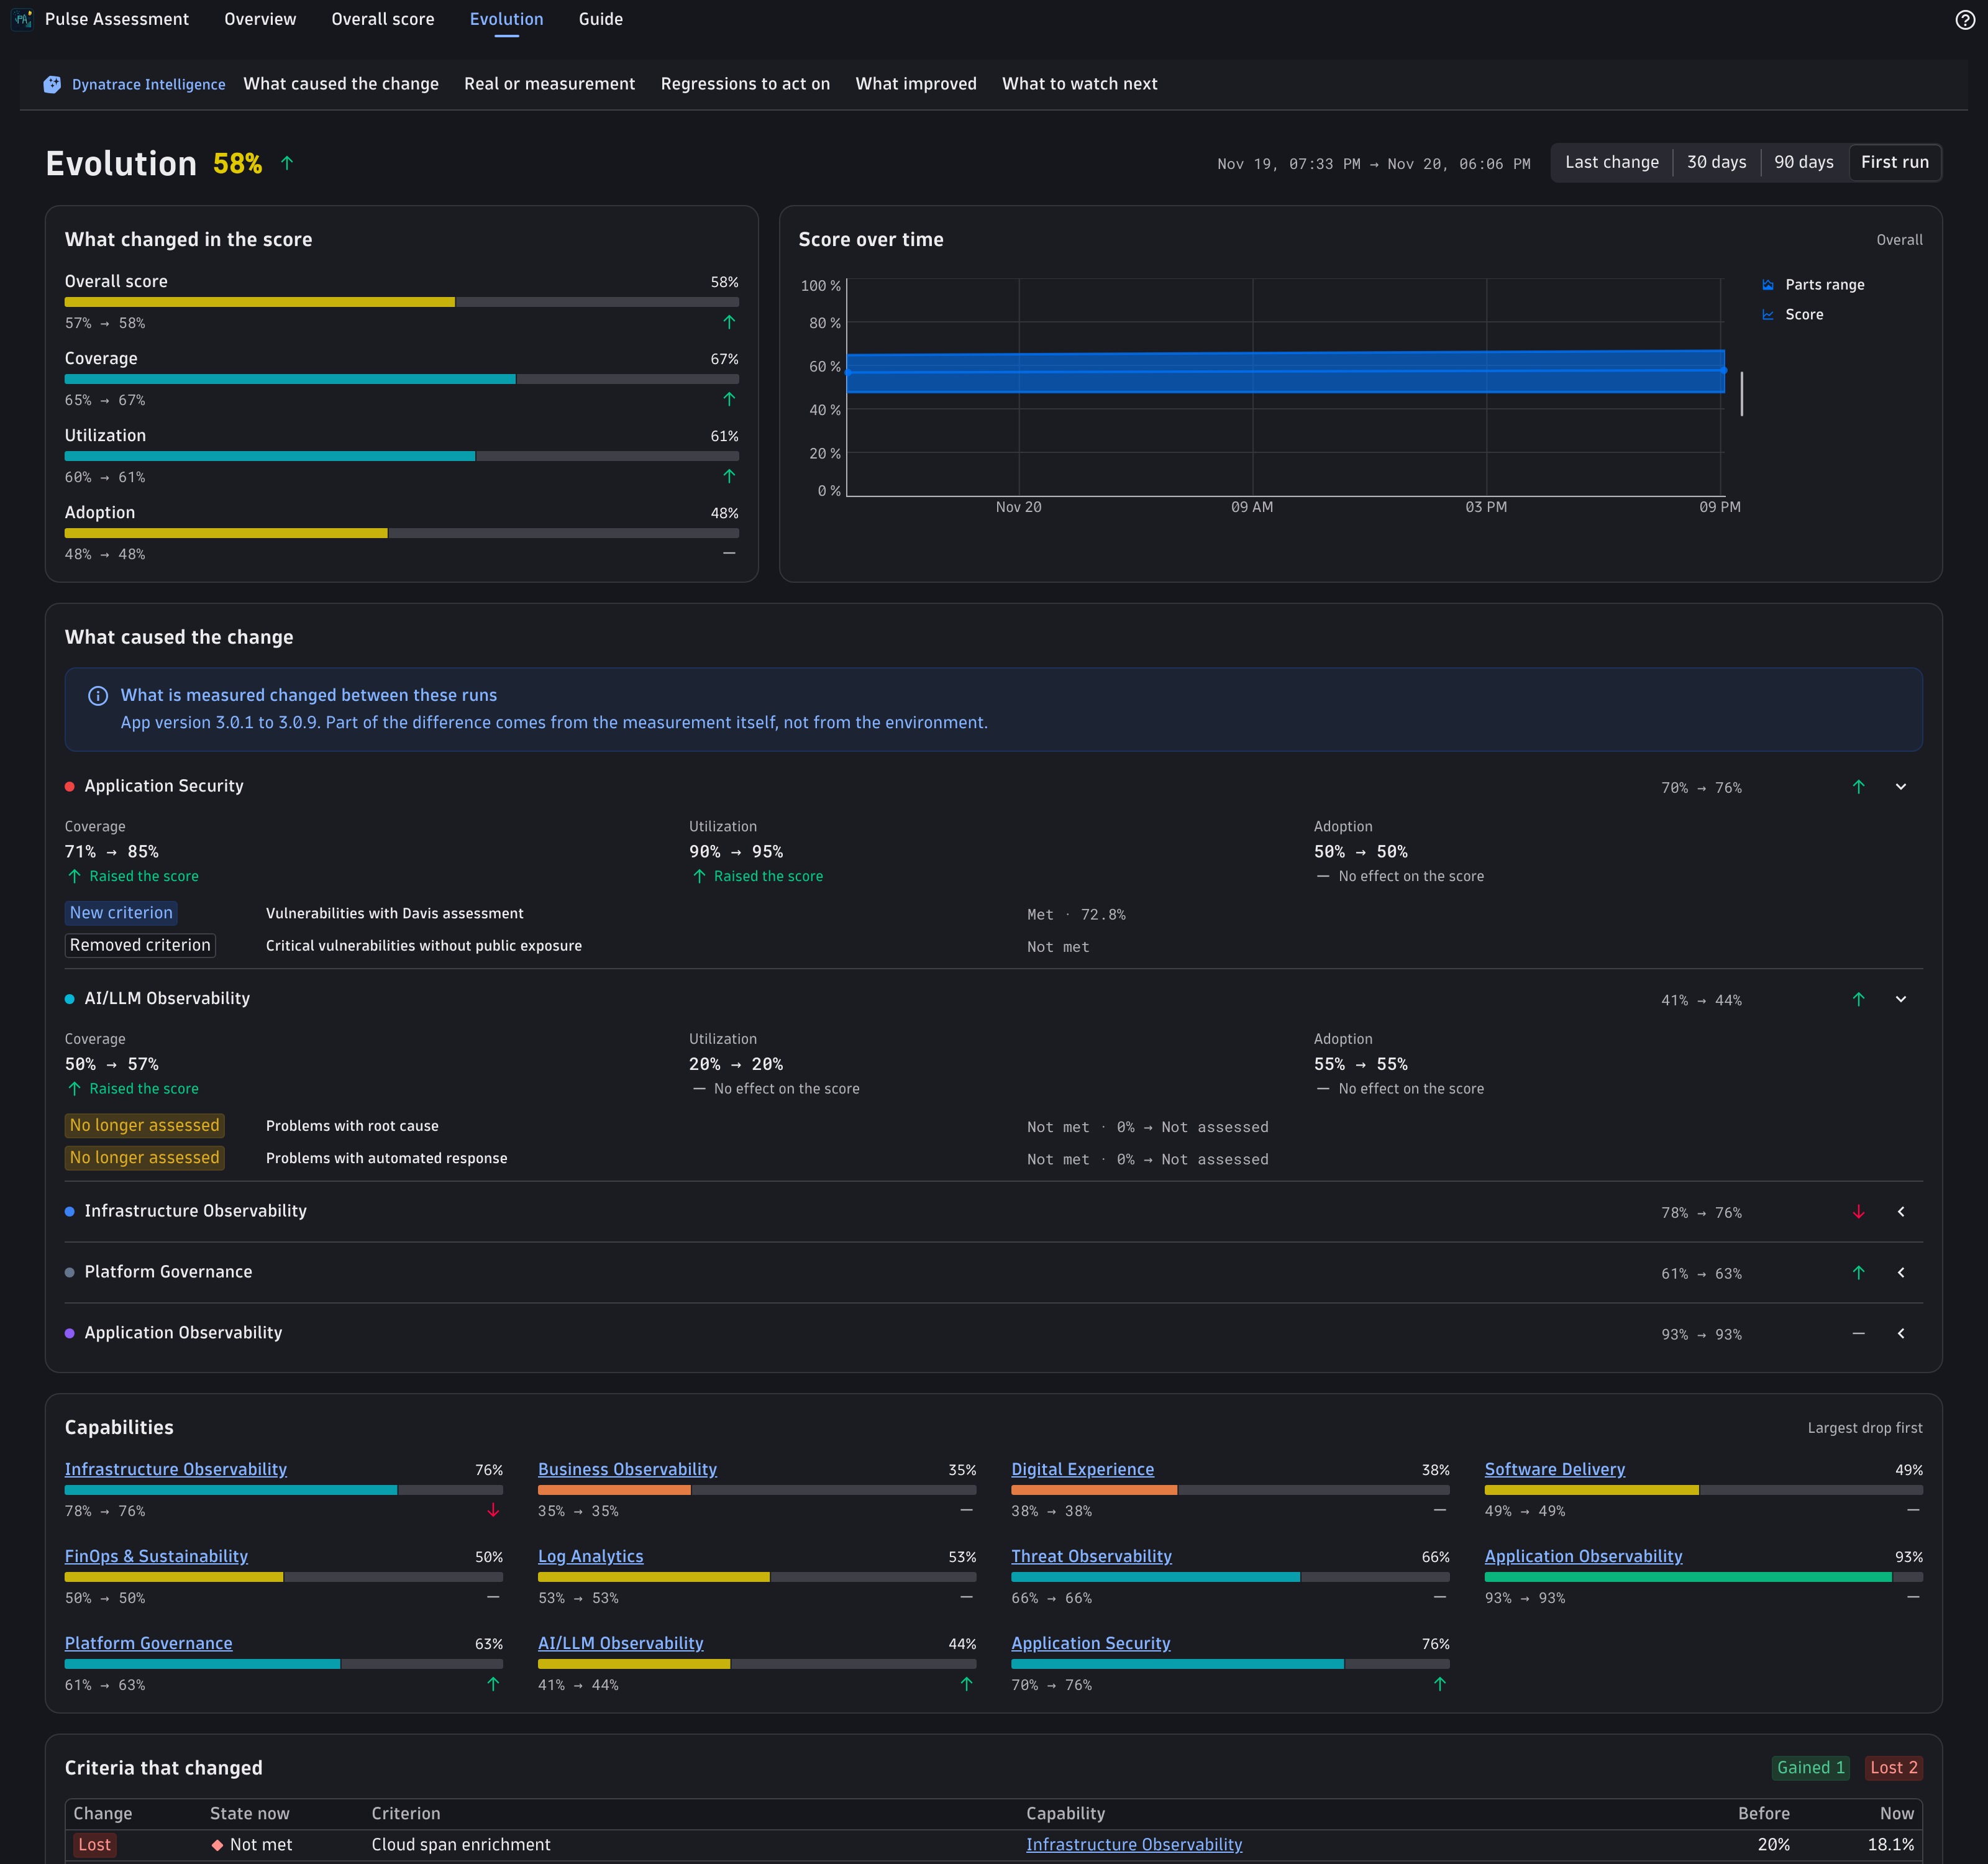 Pulse Assessment Overview Overall score Evolution Guide
Dynatrace Intelligence What caused the change Real or measurement Regressions to act on What improved What to watch next
Evolution 58% ↑
Nov 19, 07:33 PM → Nov 20, 06:06 PM Last change 30 days 90 days First run
What changed in the score
Overall score 58%
57% → 58% ↑
Coverage 67%
65% → 67% ↑
Utilization 61%
60% → 61% ↑
Adoption 48%
48% → 48% —
Score over time Overall
100 %
80 %
60 %
40 %
20 %
0 %
Nov 20 09 AM 03 PM 09 PM
Parts range
Score
What caused the change
What is measured changed between these runs
App version 3.0.1 to 3.0.9. Part of the difference comes from the measurement itself, not from the environment.
Application Security 70% → 76% ↑
Coverage Utilization Adoption
71% → 85% 90% → 95% 50% → 50%
↑ Raised the score ↑ Raised the score — No effect on the score
New criterion Vulnerabilities with Davis assessment Met · 72.8%
Removed criterion Critical vulnerabilities without public exposure Not met
AI/LLM Observability 41% → 44% ↑
Coverage Utilization Adoption
50% → 57% 20% → 20% 55% → 55%
↑ Raised the score — No effect on the score — No effect on the score
No longer assessed Problems with root cause Not met · 0% → Not assessed
No longer assessed Problems with automated response Not met · 0% → Not assessed
Infrastructure Observability 78% → 76% ↓
Platform Governance 61% → 63% ↑
Application Observability 93% → 93% —
Capabilities Largest drop first
Infrastructure Observability 76% Business Observability 35% Digital Experience 38% Software Delivery 49%
78% → 76% ↓ 35% → 35% — 38% → 38% — 49% → 49% —
FinOps & Sustainability 50% Log Analytics 53% Threat Observability 66% Application Observability 93%
50% → 50% — 53% → 53% — 66% → 66% — 93% → 93% —
Platform Governance 63% AI/LLM Observability 44% Application Security 76%
61% → 63% ↑ 41% → 44% ↑ 70% → 76% ↑
Criteria that changed Gained 1 Lost 2
Change State now Criterion Capability Before Now
Lost Not met Cloud span enrichment Infrastructure Observability 20% 18.1%